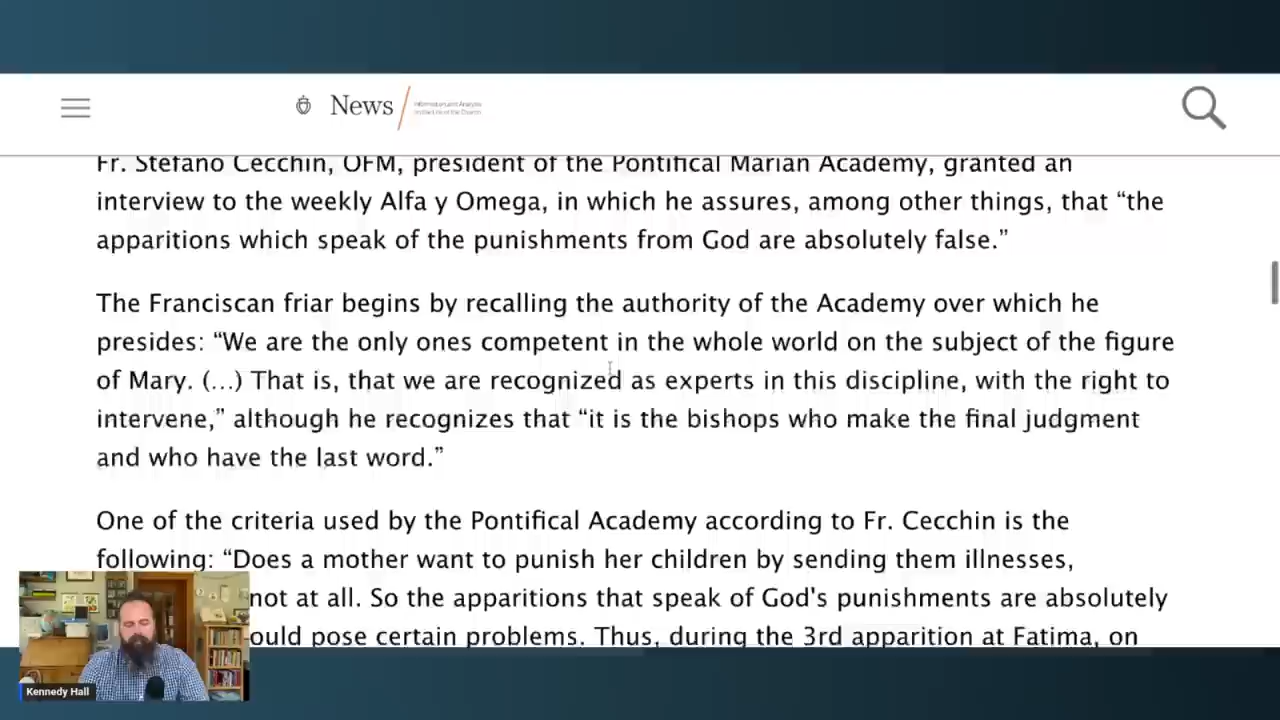 News
Information and Analysis
Fr. Stefano Cecchin, OFM, president of the Pontifical Marian Academy, granted an
interview to the weekly Alfa y Omega, in which he assures, among other things, that “the
apparitions which speak of the punishments from God are absolutely false.”
The Franciscan friar begins by recalling the authority of the Academy over which he
presides: “We are the only ones competent in the whole world on the subject of the figure
of Mary. (...) That is, that we are recognized as experts in this discipline, with the right to
intervene,” although he recognizes that “it is the bishops who make the final judgment
and who have the last word.”
One of the criteria used by the Pontifical Academy according to Fr. Cecchin is the
following: “Does a mother want to punish her children by sending them illnesses,
not at all. So the apparitions that speak of God's punishments are absolutely
ould pose certain problems. Thus, during the 3rd apparition at Fatima, on
Kennedy Hall